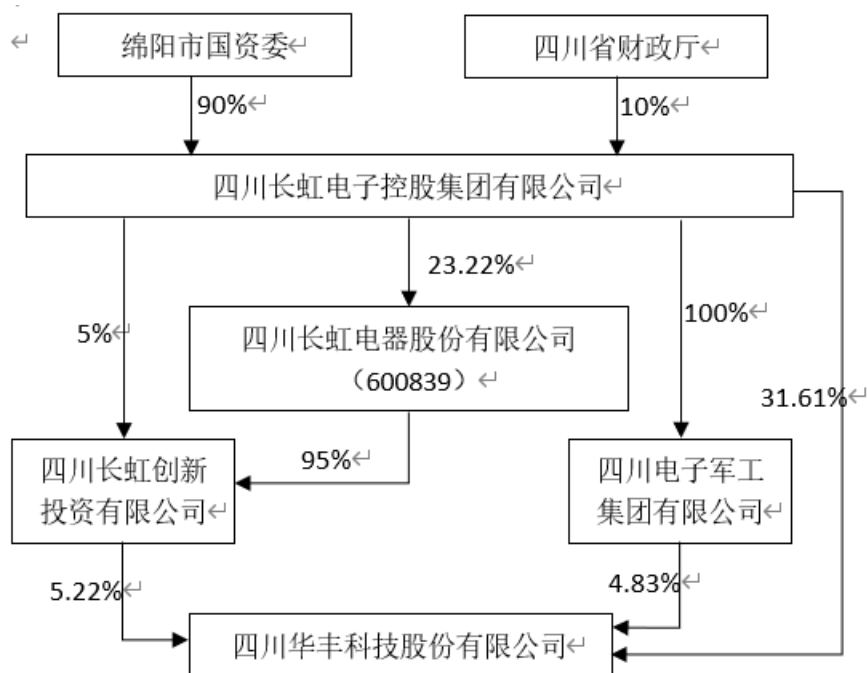 绵阳市国资委
四川省财政厅
90%
10%
四川长虹电子控股集团有限公司
23.22%
5%
100%
四川长虹电器股份有限公司
（600839）
31.61%
95%
四川长虹创新
投资有限公司
四川电子军工
集团有限公司
5.22%
4.83%
四川华丰科技股份有限公司